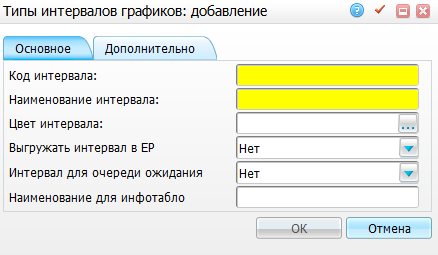 Типы интервалов графиков: добавление
Основное
Дополнительно
Код интервала:
Наименование интервала:
Цвет интервала:
...
Выгружать интервал в ЕР
Нет
Интервал для очереди ожидания
Нет
Наименование для инфотабло
ОК
Отмена